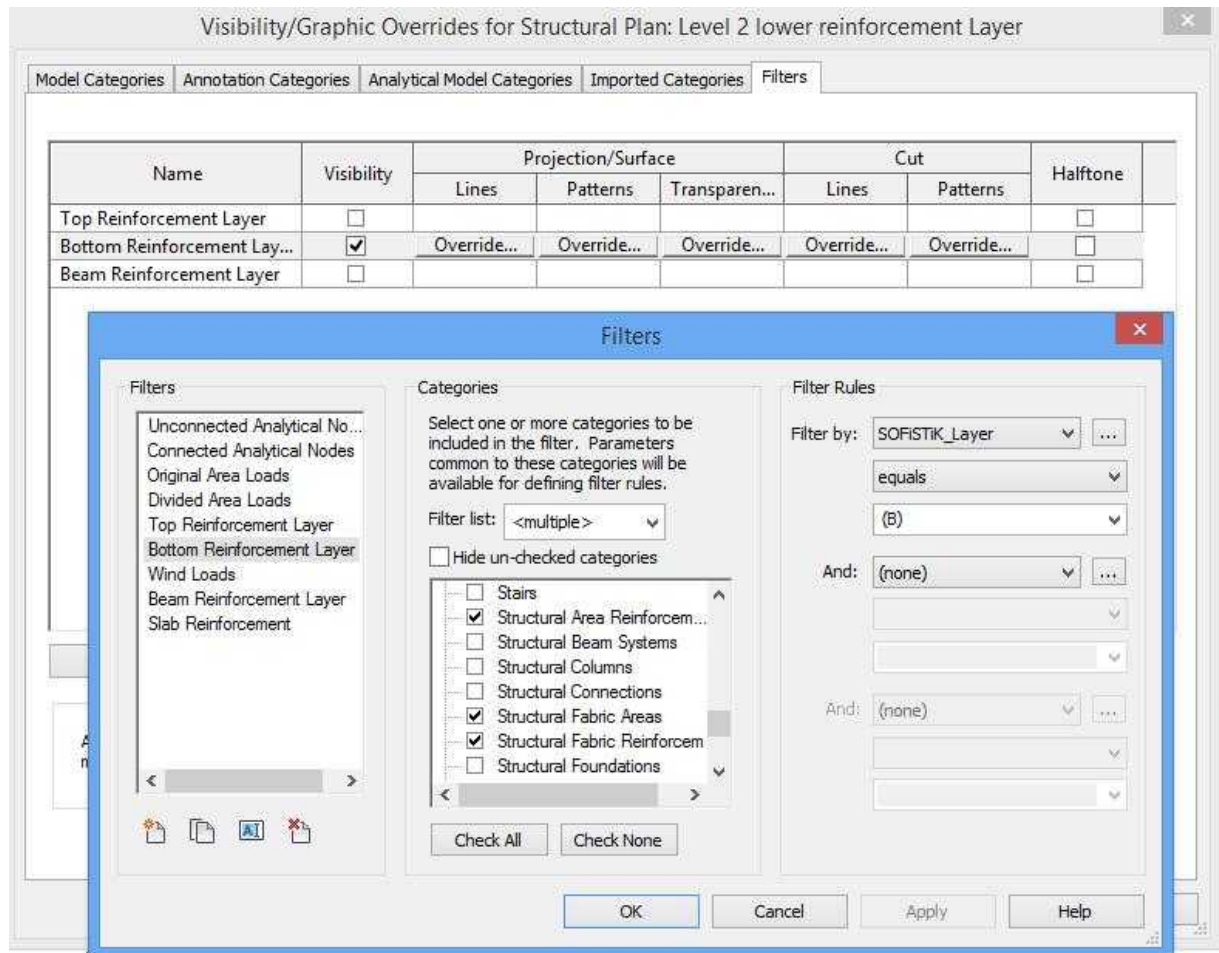 Visibility/Graphic Overrides for Structural Plan: Level 2 lower reinforcement Layer
Model Categories Annotation Categories Analytical Model Categories Imported Categories Filters
Name Visibility Projection/Surface Cut Halftone
Lines Patterns Transparen... Lines Patterns
Top Reinforcement Layer
Bottom Reinforcement Lay... Override... Override... Override... Override... Override...
Beam Reinforcement Layer
Filters
Filters
Unconnected Analytical No...
Connected Analytical Nodes
Original Area Loads
Divided Area Loads
Top Reinforcement Layer
Bottom Reinforcement Layer
Wind Loads
Beam Reinforcement Layer
Slab Reinforcement
Categories
Select one or more categories to be
included in the filter. Parameters
common to these categories will be
available for defining filter rules.
Filter list: <multiple>
Hide un-checked categories
Stairs
Structural Area Reinforcem...
Structural Beam Systems
Structural Columns
Structural Connections
Structural Fabric Areas
Structural Fabric Reinforcem
Structural Foundations
Check All Check None
Filter Rules
Filter by: SOFiSTiK_Layer ...
equals
(B)
And: (none) ...
And: (none) ...
OK Cancel Apply Help